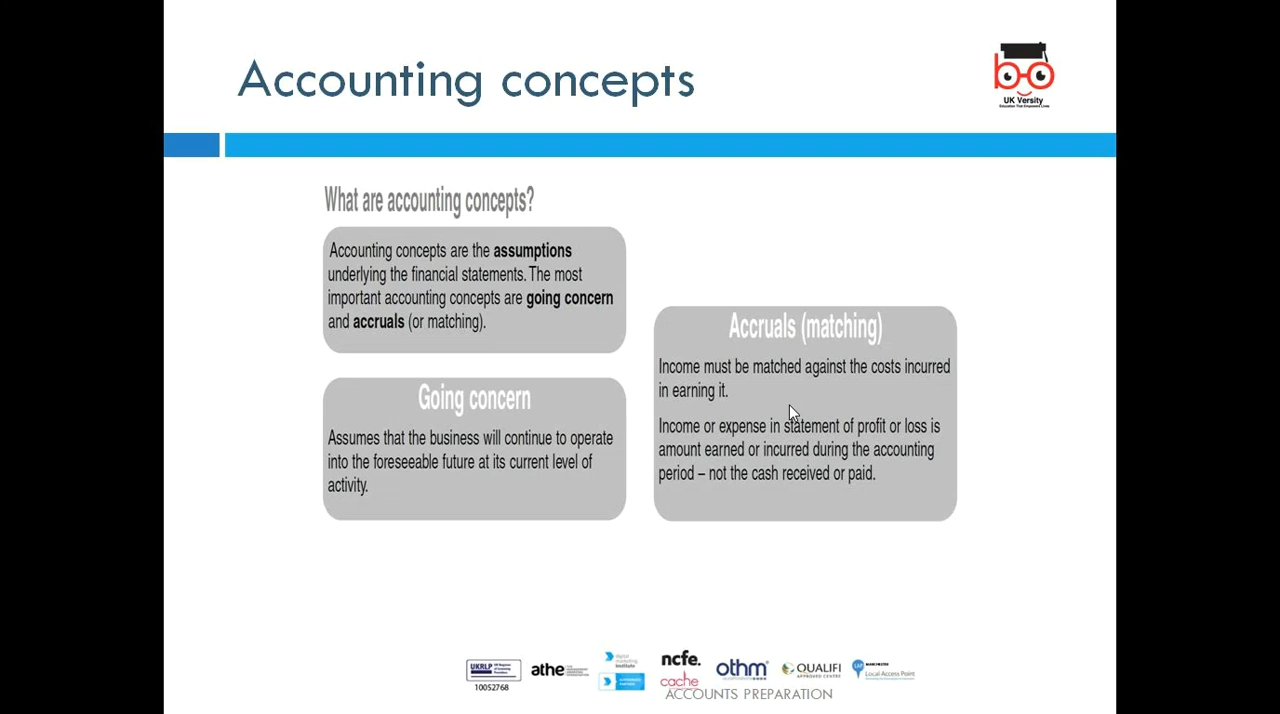 Accounting concepts
UK Versity
Education That Empowers Lives
What are accounting concepts?
Accounting concepts are the assumptions
underlying the financial statements. The most
important accounting concepts are going concern
and accruals (or matching).
Going concern
Assumes that the business will continue to operate
into the foreseeable future at its current level of
activity.
Accruals (matching)
Income must be matched against the costs incurred
in earning it.
Income or expense in statement of profit or loss is
amount earned or incurred during the accounting
period – not the cash received or paid.
UKRLP
10052768
athe
digital
marketing
institute
ncfe.
cache
othm
QUALIFI
APPROVED CENTRE
MANCHESTER
Local Access Point
ACCOUNTS PREPARATION